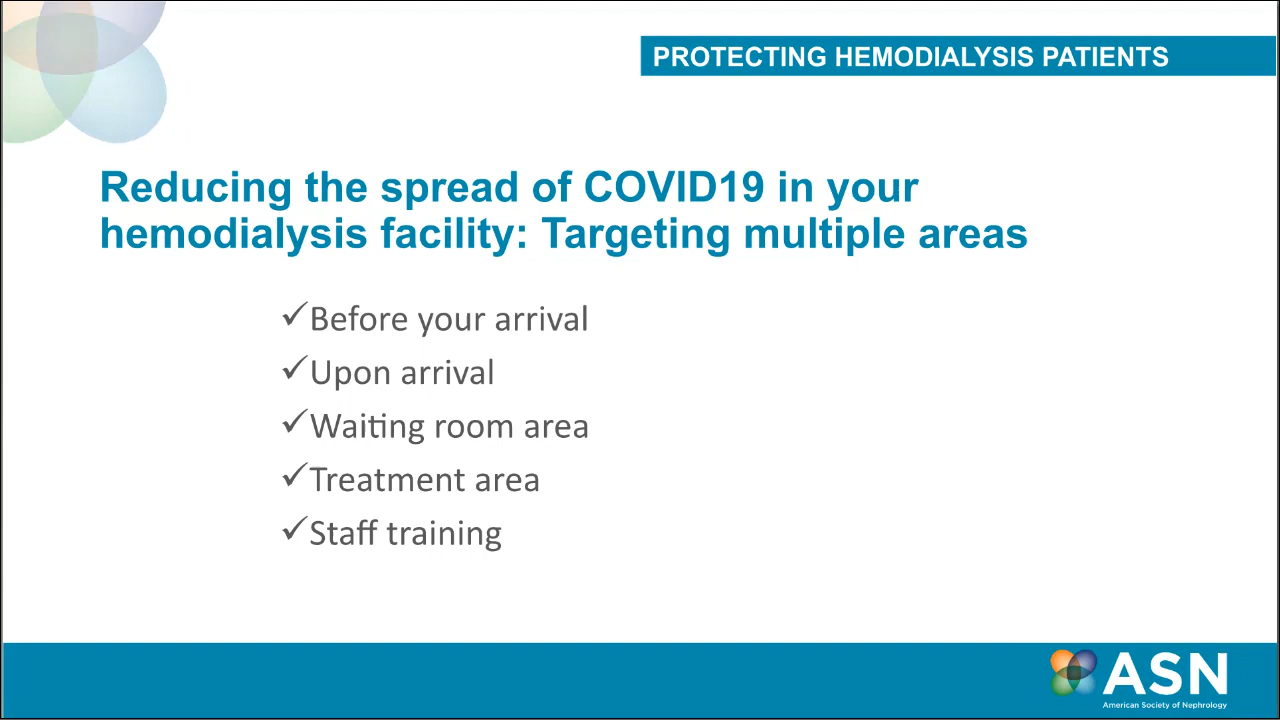 PROTECTING HEMODIALYSIS PATIENTS
Reducing the spread of COVID19 in your
hemodialysis facility: Targeting multiple areas
✓Before your arrival
✓Upon arrival
✓Waiting room area
✓Treatment area
✓Staff training
ASN
American Society of Nephrology